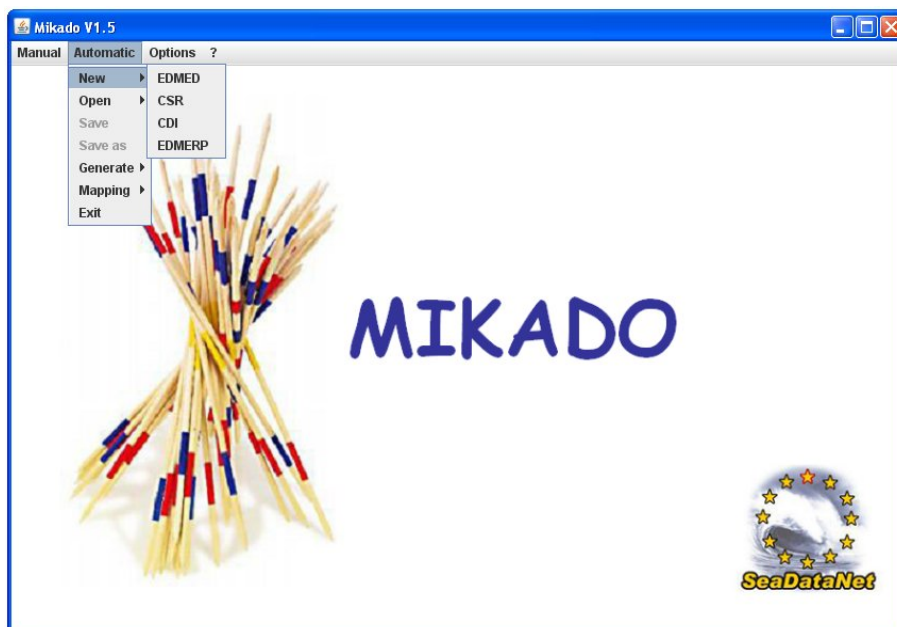 Mikado V1.5
Manual Automatic Options ?
New EDMED
Open CSR
Save CDI
Save as EDMERP
Generate
Mapping
Exit
MIKADO
SeaDataNet